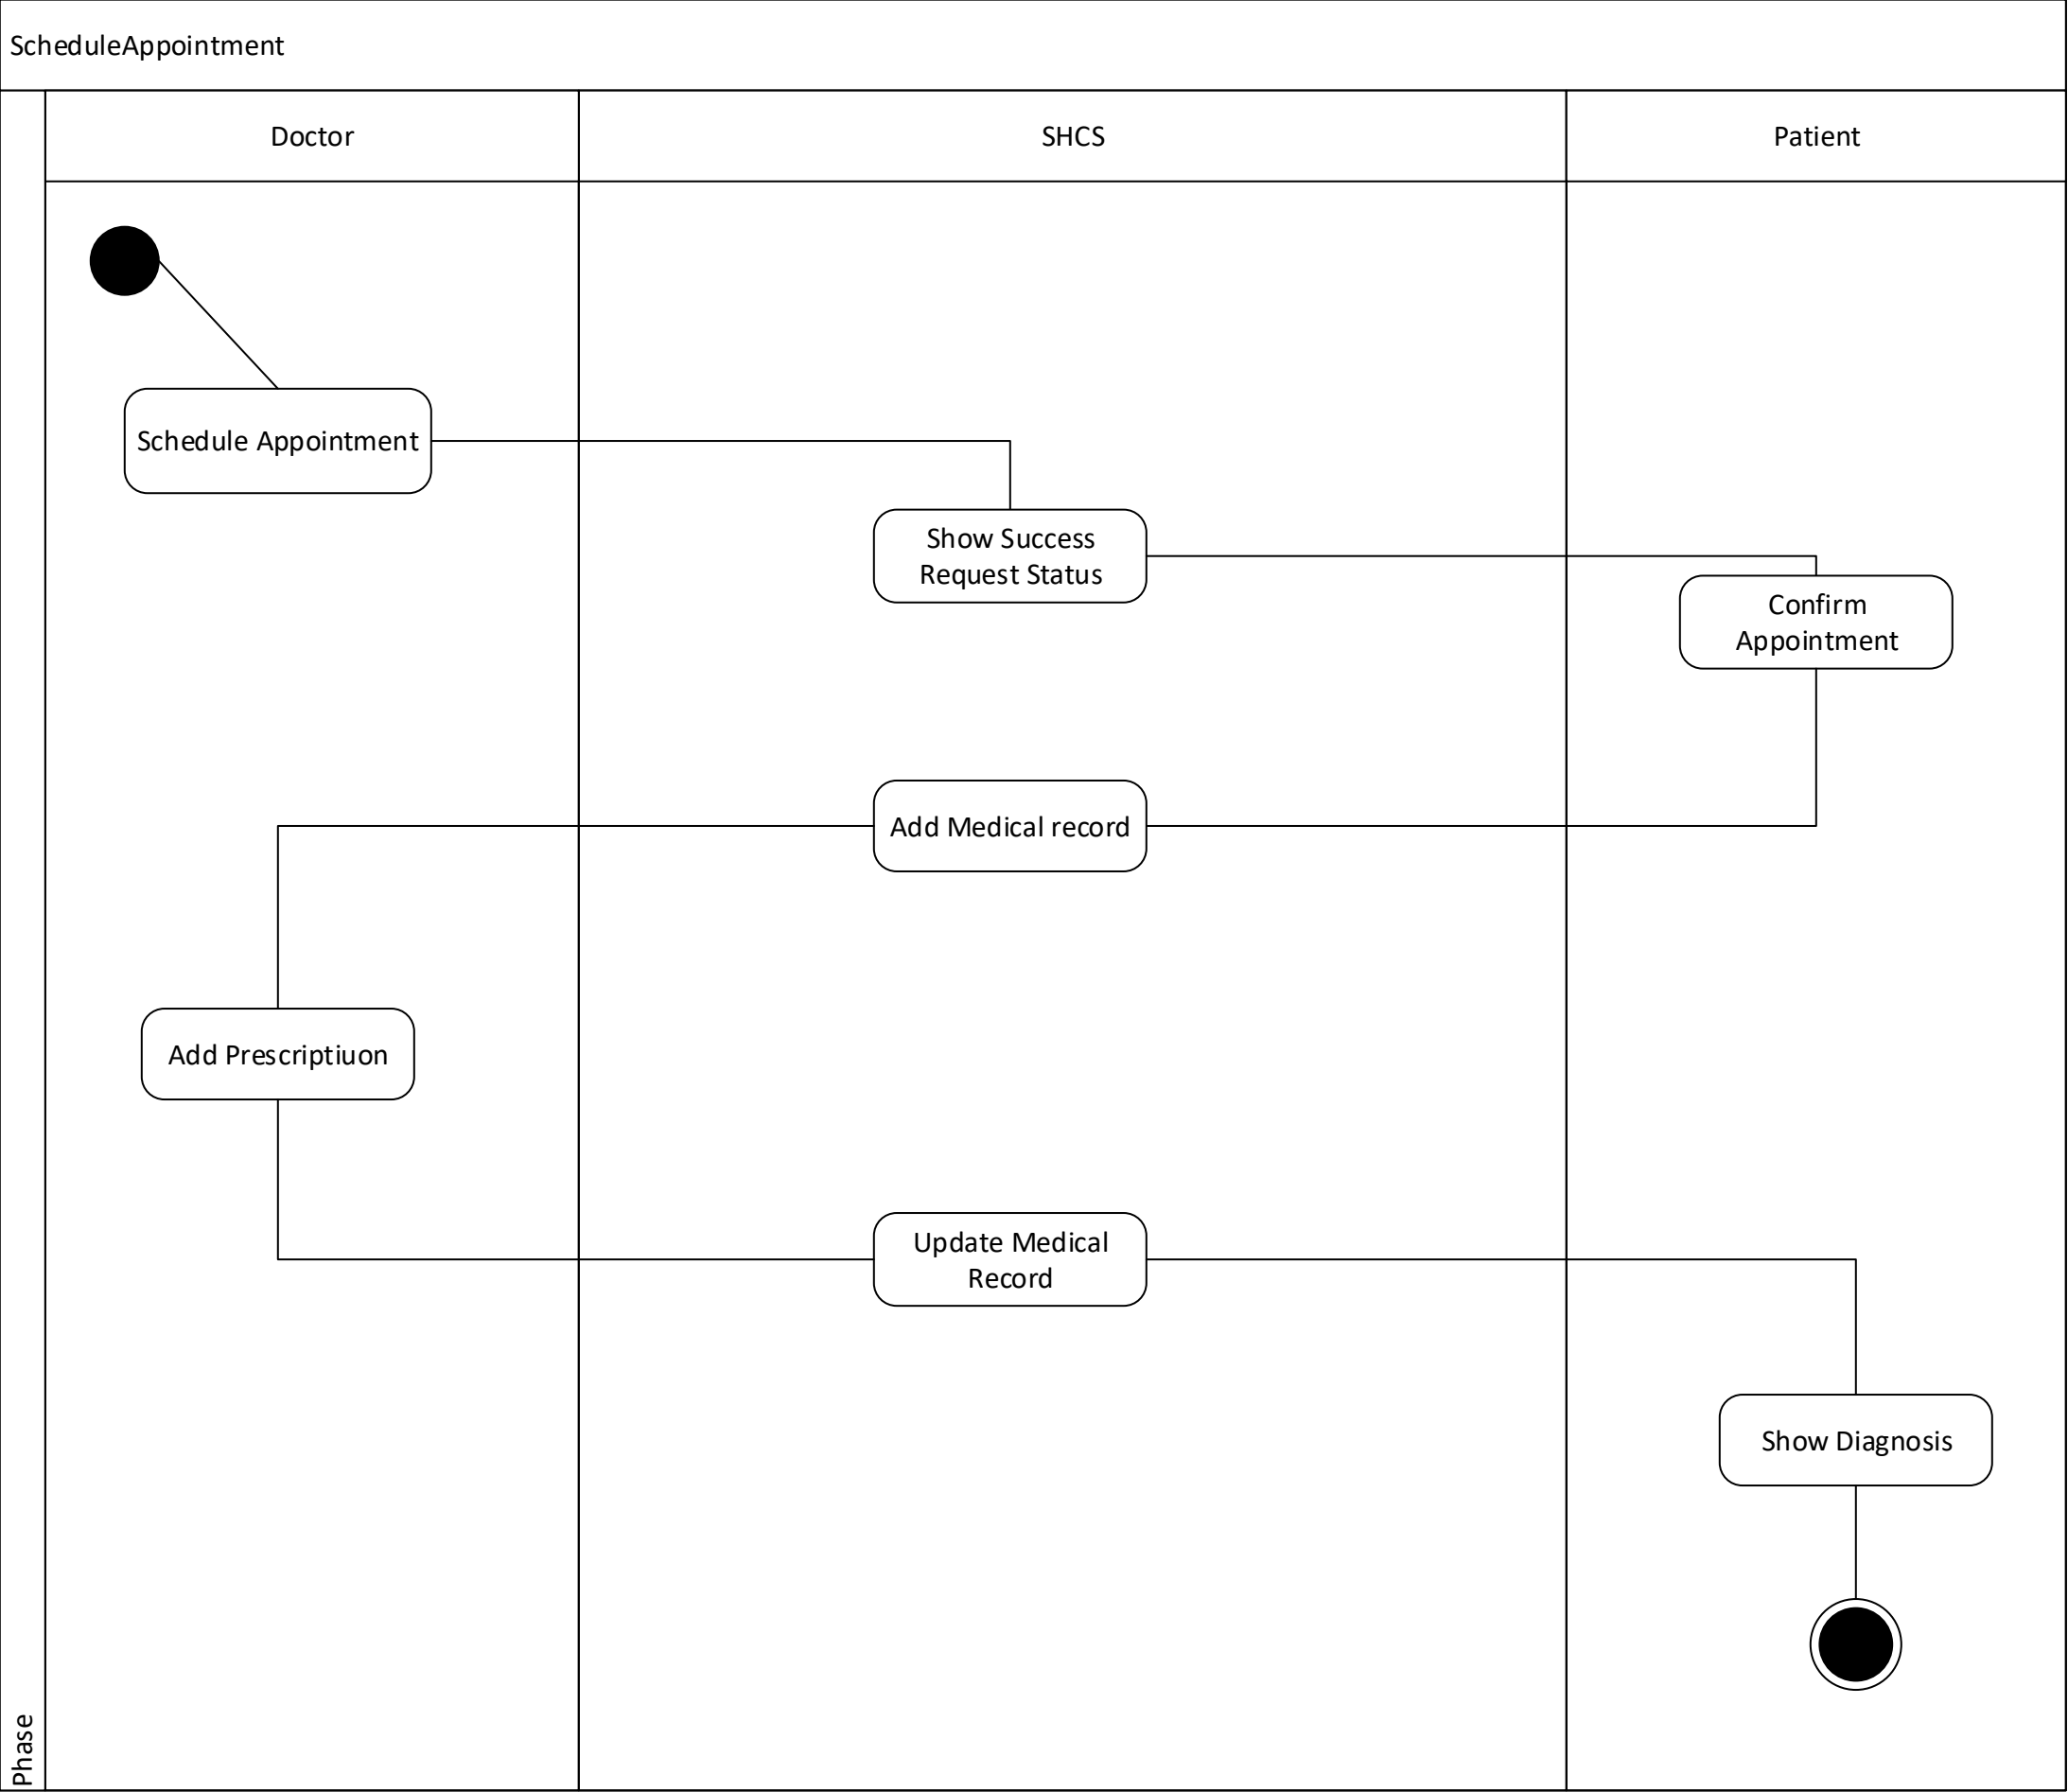 ScheduleAppointment
Doctor
SHCS
Patient
Schedule Appointment
Show Success
Request Status
Confirm
Appointment
Add Medical record
Add Prescriptiuon
Update Medical
Record
Show Diagnosis
Phase